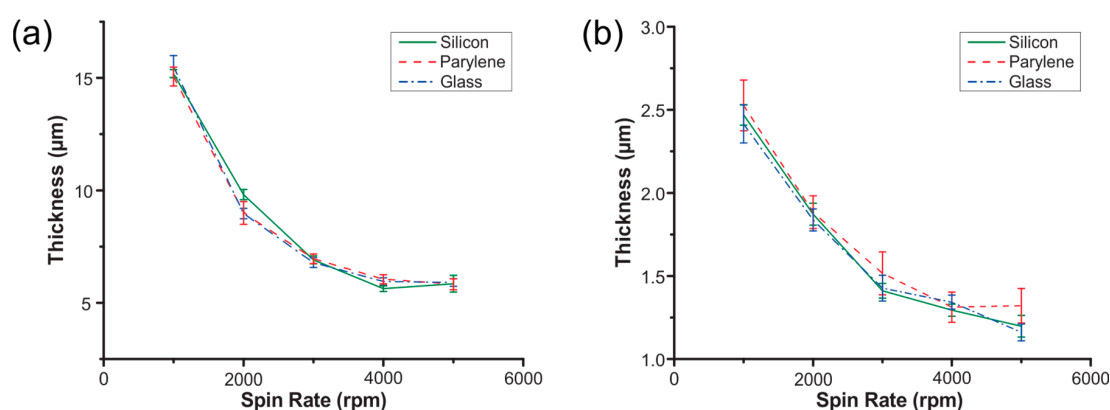 (a)
Silicon
Parylene
Glass
15
10
5
0
2000
4000
6000
Thickness (µm)
Spin Rate (rpm)
(b)
Silicon
Parylene
Glass
3.0
2.5
2.0
1.5
1.0
0
2000
4000
6000
Thickness (µm)
Spin Rate (rpm)